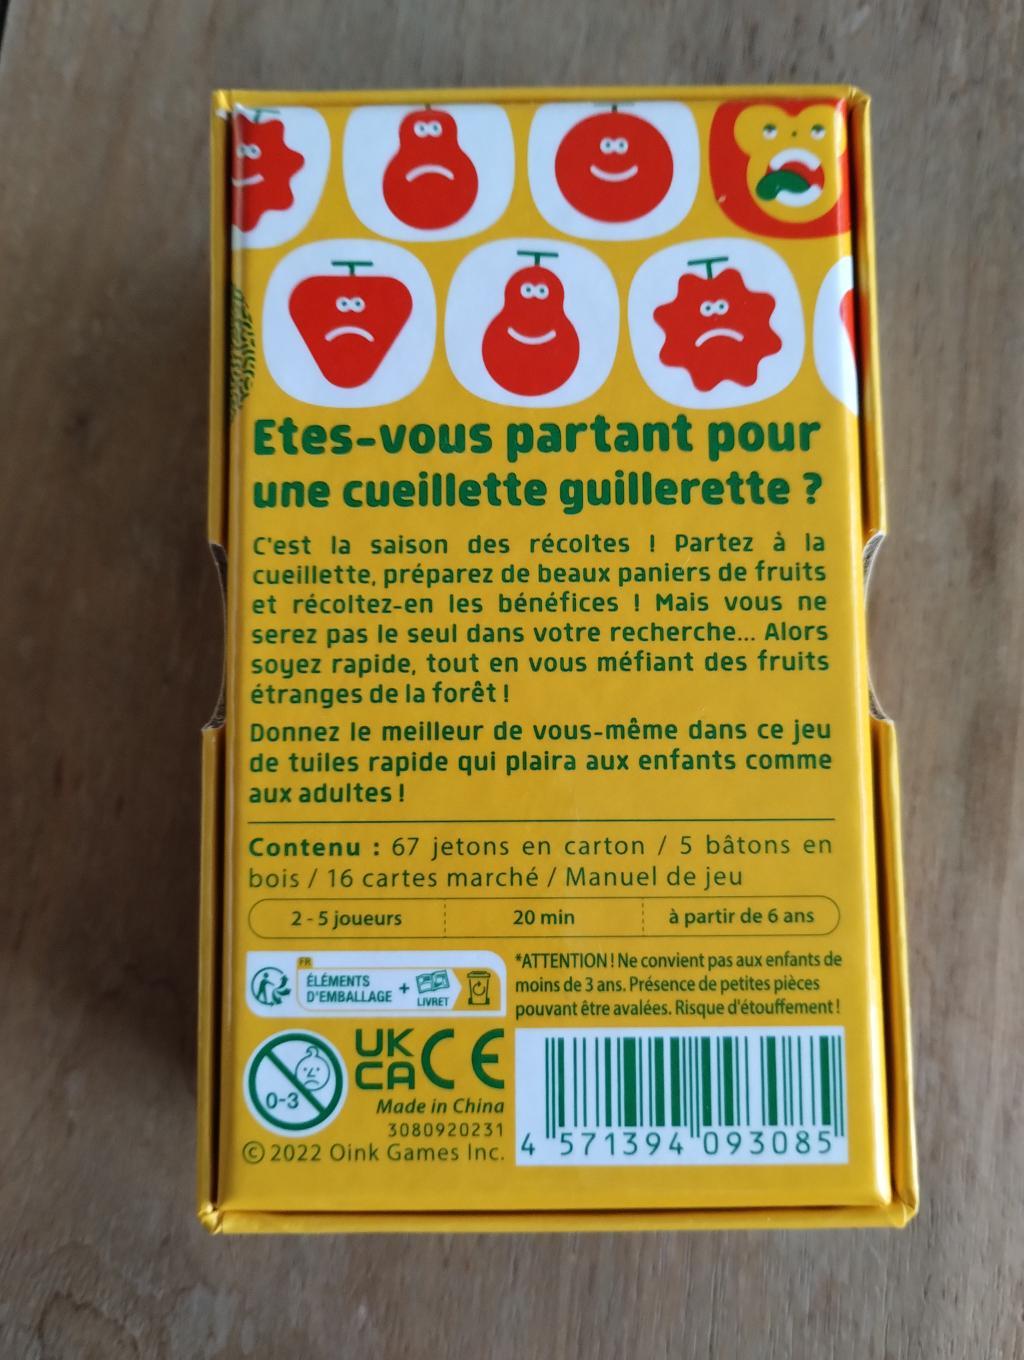 Etes-vous partant pour
une cueillette guillerette ?
C'est la saison des récoltes ! Partez à la
cueillette, préparez de beaux paniers de fruits
et récoltez-en les bénéfices ! Mais vous ne
serez pas le seul dans votre recherche... Alors
soyez rapide, tout en vous méfiant des fruits
étranges de la forêt !
Donnez le meilleur de vous-même dans ce jeu
de tuiles rapide qui plaira aux enfants comme
aux adultes !
Contenu : 67 jetons en carton / 5 bâtons en
bois / 16 cartes marché / Manuel de jeu
2 - 5 joueurs 20 min à partir de 6 ans
FR
ÉLÉMENTS
D'EMBALLAGE + LIVRET
*ATTENTION ! Ne convient pas aux enfants de
moins de 3 ans. Présence de petites pièces
pouvant être avalées. Risque d'étouffement !
0-3
UK
CA CE
Made in China
3080920231
© 2022 Oink Games Inc.
4 571394 093085